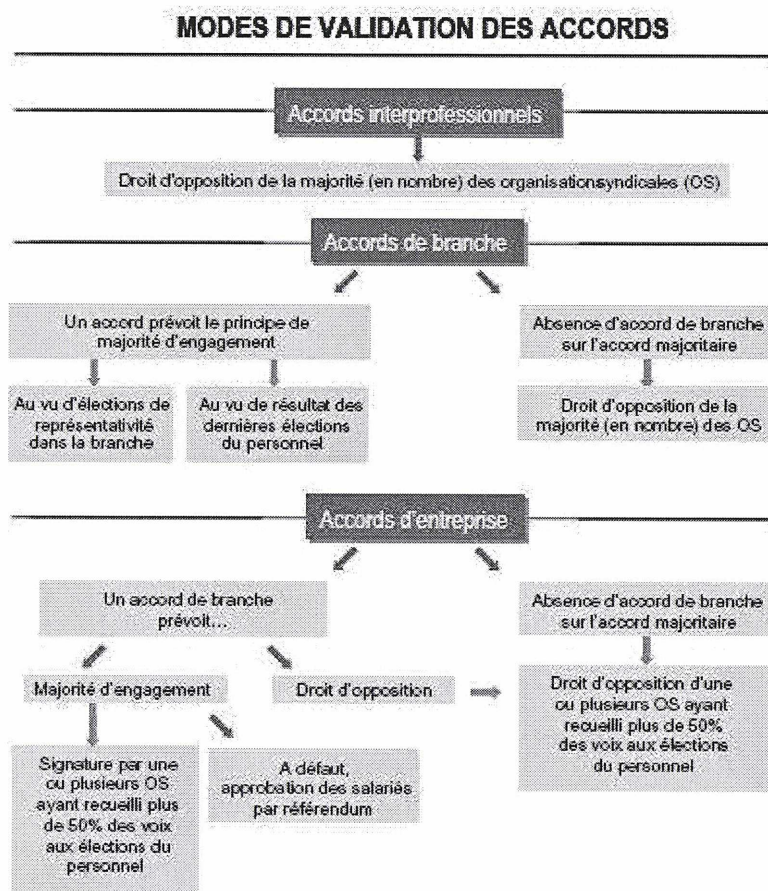 MODES DE VALIDATION DES ACCORDS
Accords interprofessionnels
Droit d'opposition de la majorité (en nombre) des organisationsyndicales (OS)
Accords de branche
Un accord prévoit le principe de
majorité d'engagement
Absence d'accord de branche
sur l'accord majoritaire
Au vu d'élections de
représentativité
dans la branche
Au vu de résultat des
dernières élections
du personnel
Droit d'opposition de la
majorité (en nombre) des OS
Accords d'entreprise
Un accord de branche
prévoit...
Absence d'accord de branche
sur l'accord majoritaire
Majorité d'engagement
Droit d'opposition
Droit d'opposition d'une
ou plusieurs OS ayant
recueilli plus de 50%
des voix aux élections
du personnel
Signature par une
ou plusieurs OS
ayant recueilli plus
de 50% des voix
aux élections du
personnel
A défaut,
approbation des salariés
par référendum